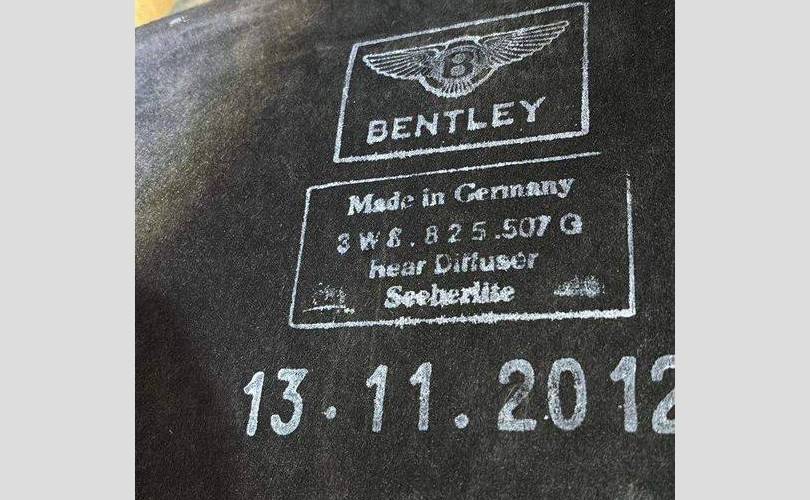 B
BENTLEY
Made in Germany
3W8.825.507G
Rear Diffuser
Seeberlite
13.11.2012